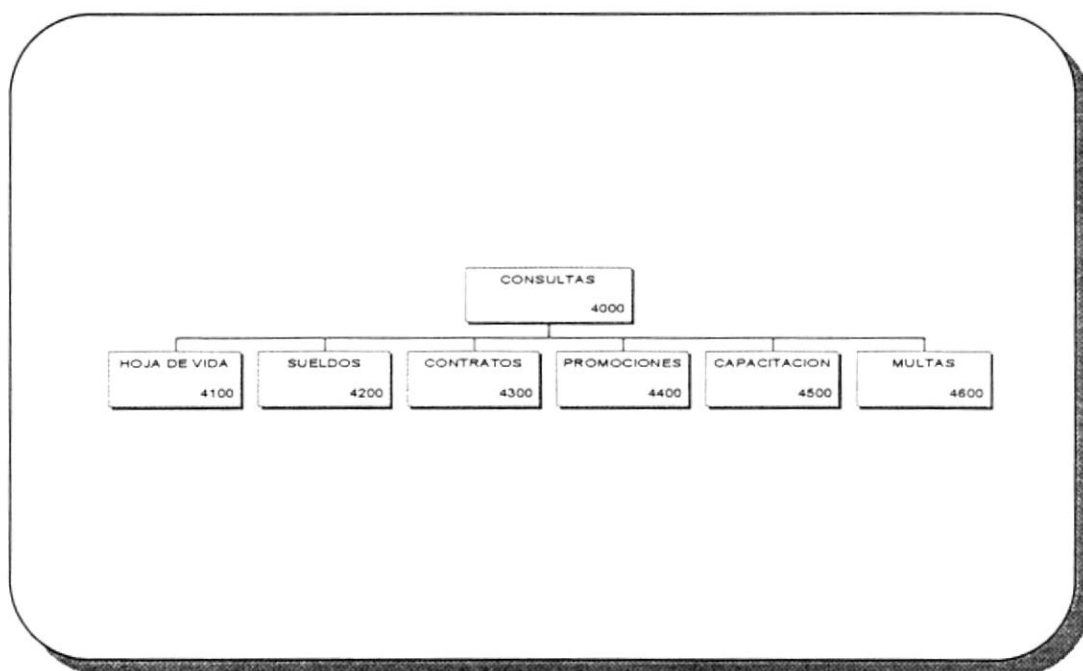 CONSULTAS
4000
HOJA DE VIDA
4100
SUELDOS
4200
CONTRATOS
4300
PROMOCIONES
4400
CAPACITACION
4500
MULTAS
4600